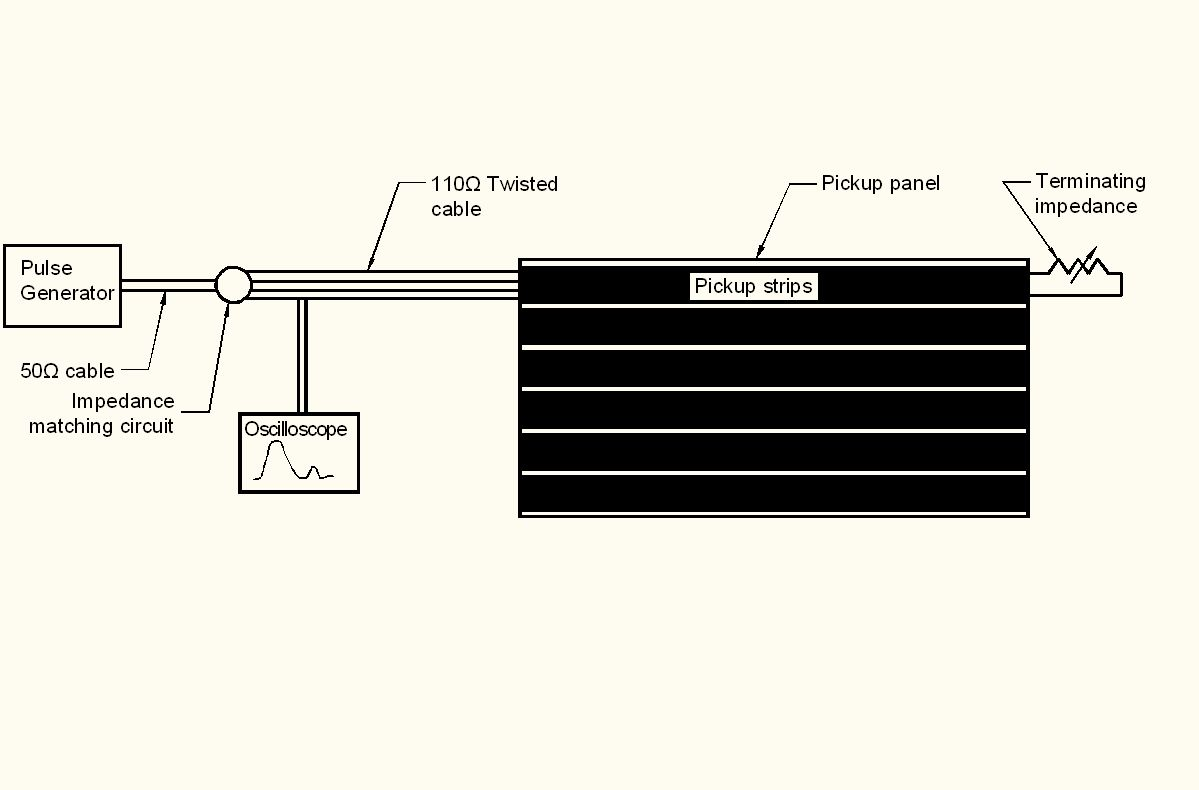 110Ω Twisted
cable
Pickup panel
Terminating
impedance
Pulse
Generator
Pickup strips
50Ω cable
Impedance
matching circuit
Oscilloscope